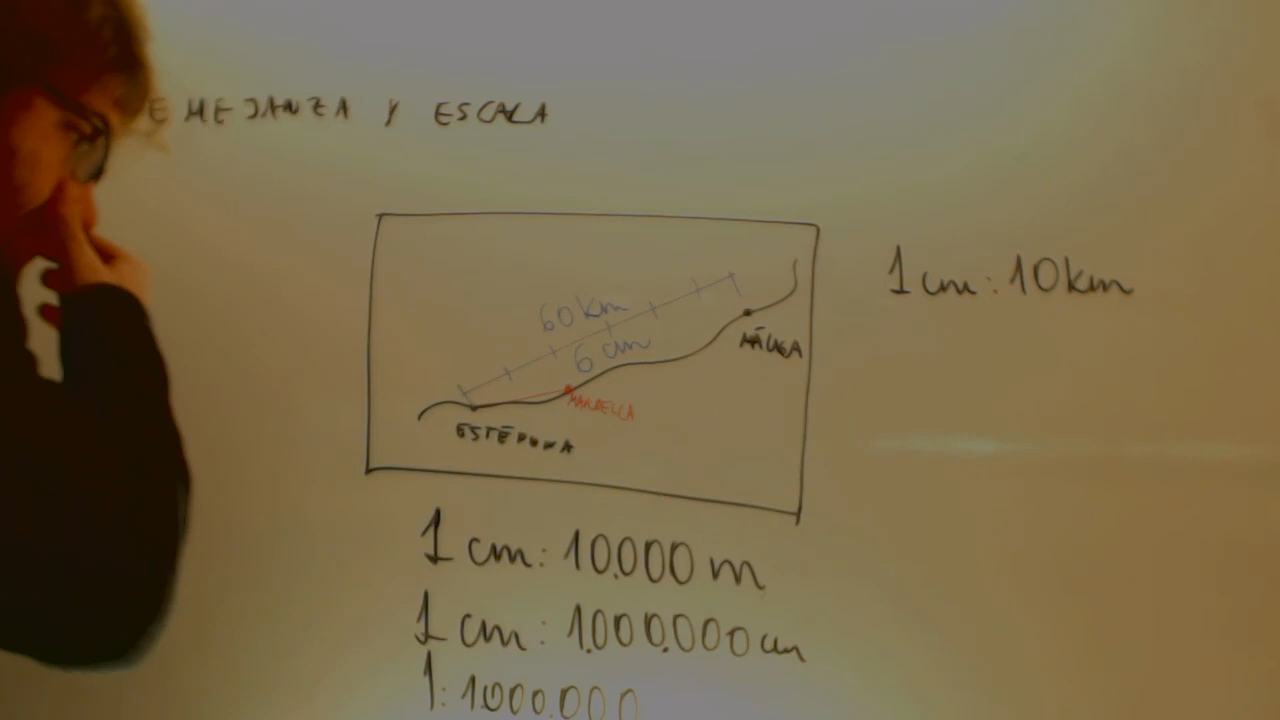 EMEJANZA Y ESCALA
1 cm: 10 km
60 km
6 cm
MÁLAGA
MARBELLA
ESTEPONA
1 cm: 10.000 m
1 cm: 1.000.000 cm
1: 1.000.000